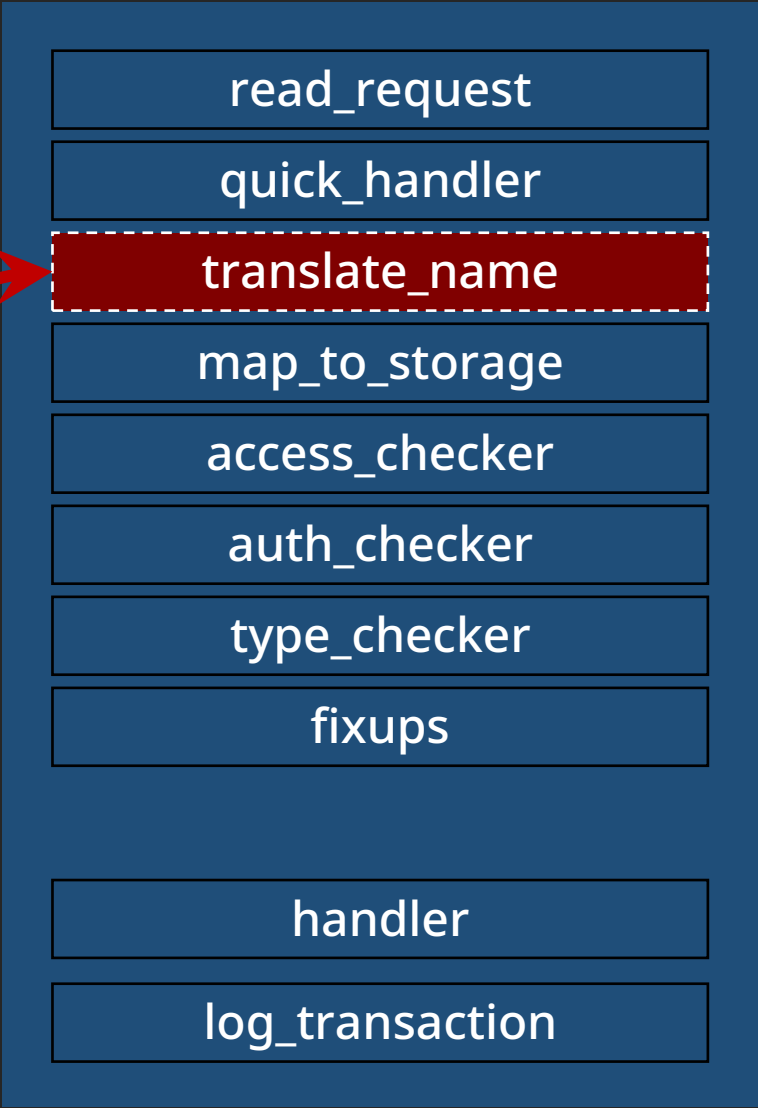 read_request
quick_handler
translate_name
map_to_storage
access_checker
auth_checker
type_checker
fixups
handler
log_transaction